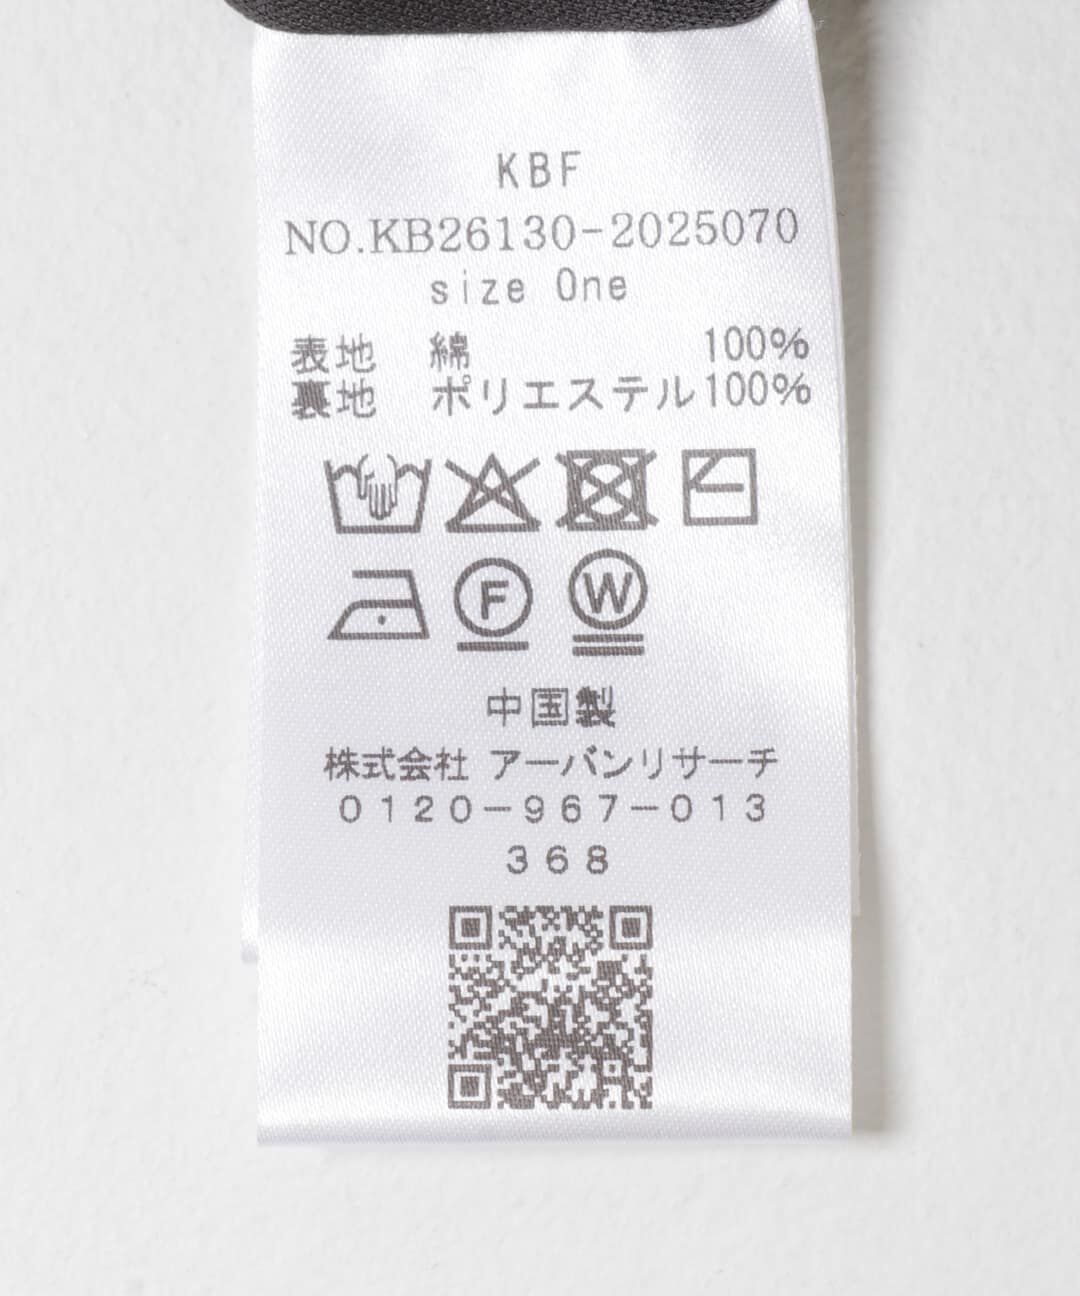 KBF
NO.KB26130-2025070
size One
表地 綿 100%
裏地 ポリエステル100%
F W
中国製
株式会社 アーバンリサーチ
0120-967-013
368